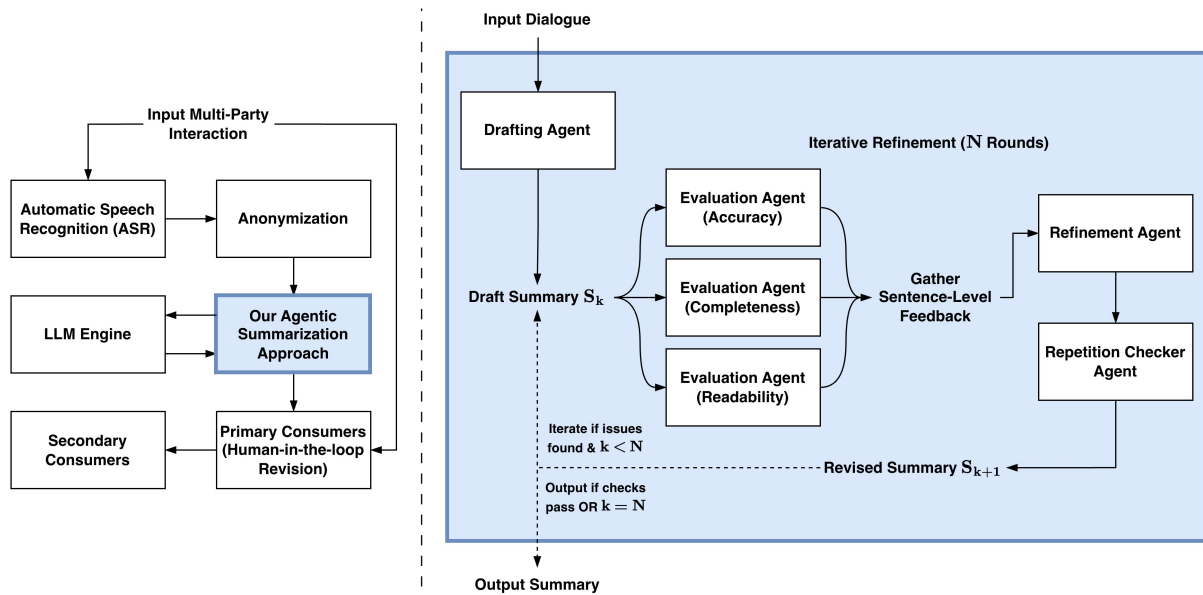 Input Multi-Party
Interaction
Automatic Speech
Recognition (ASR)
Anonymization
LLM Engine
Our Agentic
Summarization
Approach
Secondary
Consumers
Primary Consumers
(Human-in-the-loop
Revision)
Input Dialogue
Drafting Agent
Iterative Refinement (N Rounds)
Evaluation Agent
(Accuracy)
Draft Summary S_k
Evaluation Agent
(Completeness)
Evaluation Agent
(Readability)
Gather
Sentence-Level
Feedback
Refinement Agent
Repetition Checker
Agent
Iterate if issues
found & k < N
Revised Summary S_{k+1}
Output if checks
pass OR k = N
Output Summary